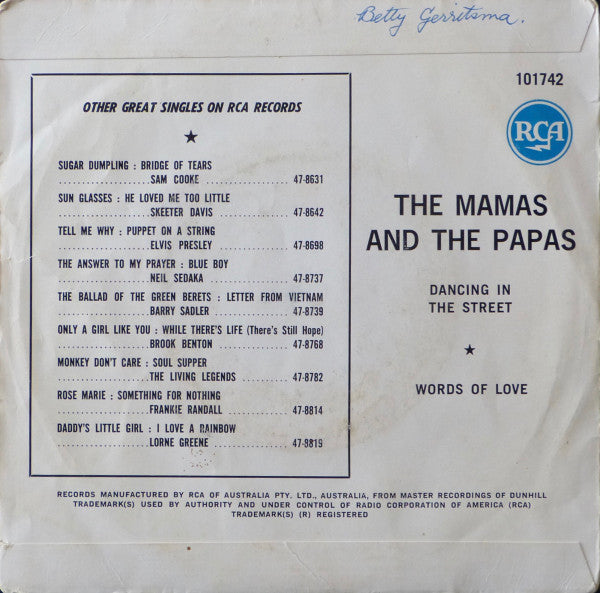 Betty Gerritsma.
101742
RCA
OTHER GREAT SINGLES ON RCA RECORDS
★
SUGAR DUMPLING : BRIDGE OF TEARS
....................SAM COOKE.................. 47-8631
SUN GLASSES : HE LOVED ME TOO LITTLE
....................SKEETER DAVIS ................ 47-8642
TELL ME WHY : PUPPET ON A STRING
....................ELVIS PRESLEY ................ 47-8698
THE ANSWER TO MY PRAYER : BLUE BOY
....................NEIL SEDAKA .................. 47-8737
THE BALLAD OF THE GREEN BERETS : LETTER FROM VIETNAM
....................BARRY SADLER ................ 47-8739
ONLY A GIRL LIKE YOU : WHILE THERE'S LIFE (There's Still Hope)
....................BROOK BENTON ............... 47-8768
MONKEY DON'T CARE : SOUL SUPPER
....................THE LIVING LEGENDS ........... 47-8782
ROSE MARIE : SOMETHING FOR NOTHING
....................FRANKIE RANDALL ............. 47-8814
DADDY'S LITTLE GIRL : I LOVE A RAINBOW
....................LORNE GREENE ................ 47-8819
THE MAMAS
AND THE PAPAS
DANCING IN
THE STREET
★
WORDS OF LOVE
RECORDS MANUFACTURED BY RCA OF AUSTRALIA PTY. LTD., AUSTRALIA, FROM MASTER RECORDINGS OF DUNHILL
TRADEMARK(S) USED BY AUTHORITY AND UNDER CONTROL OF RADIO CORPORATION OF AMERICA (RCA)
TRADEMARK(S) (R) REGISTERED